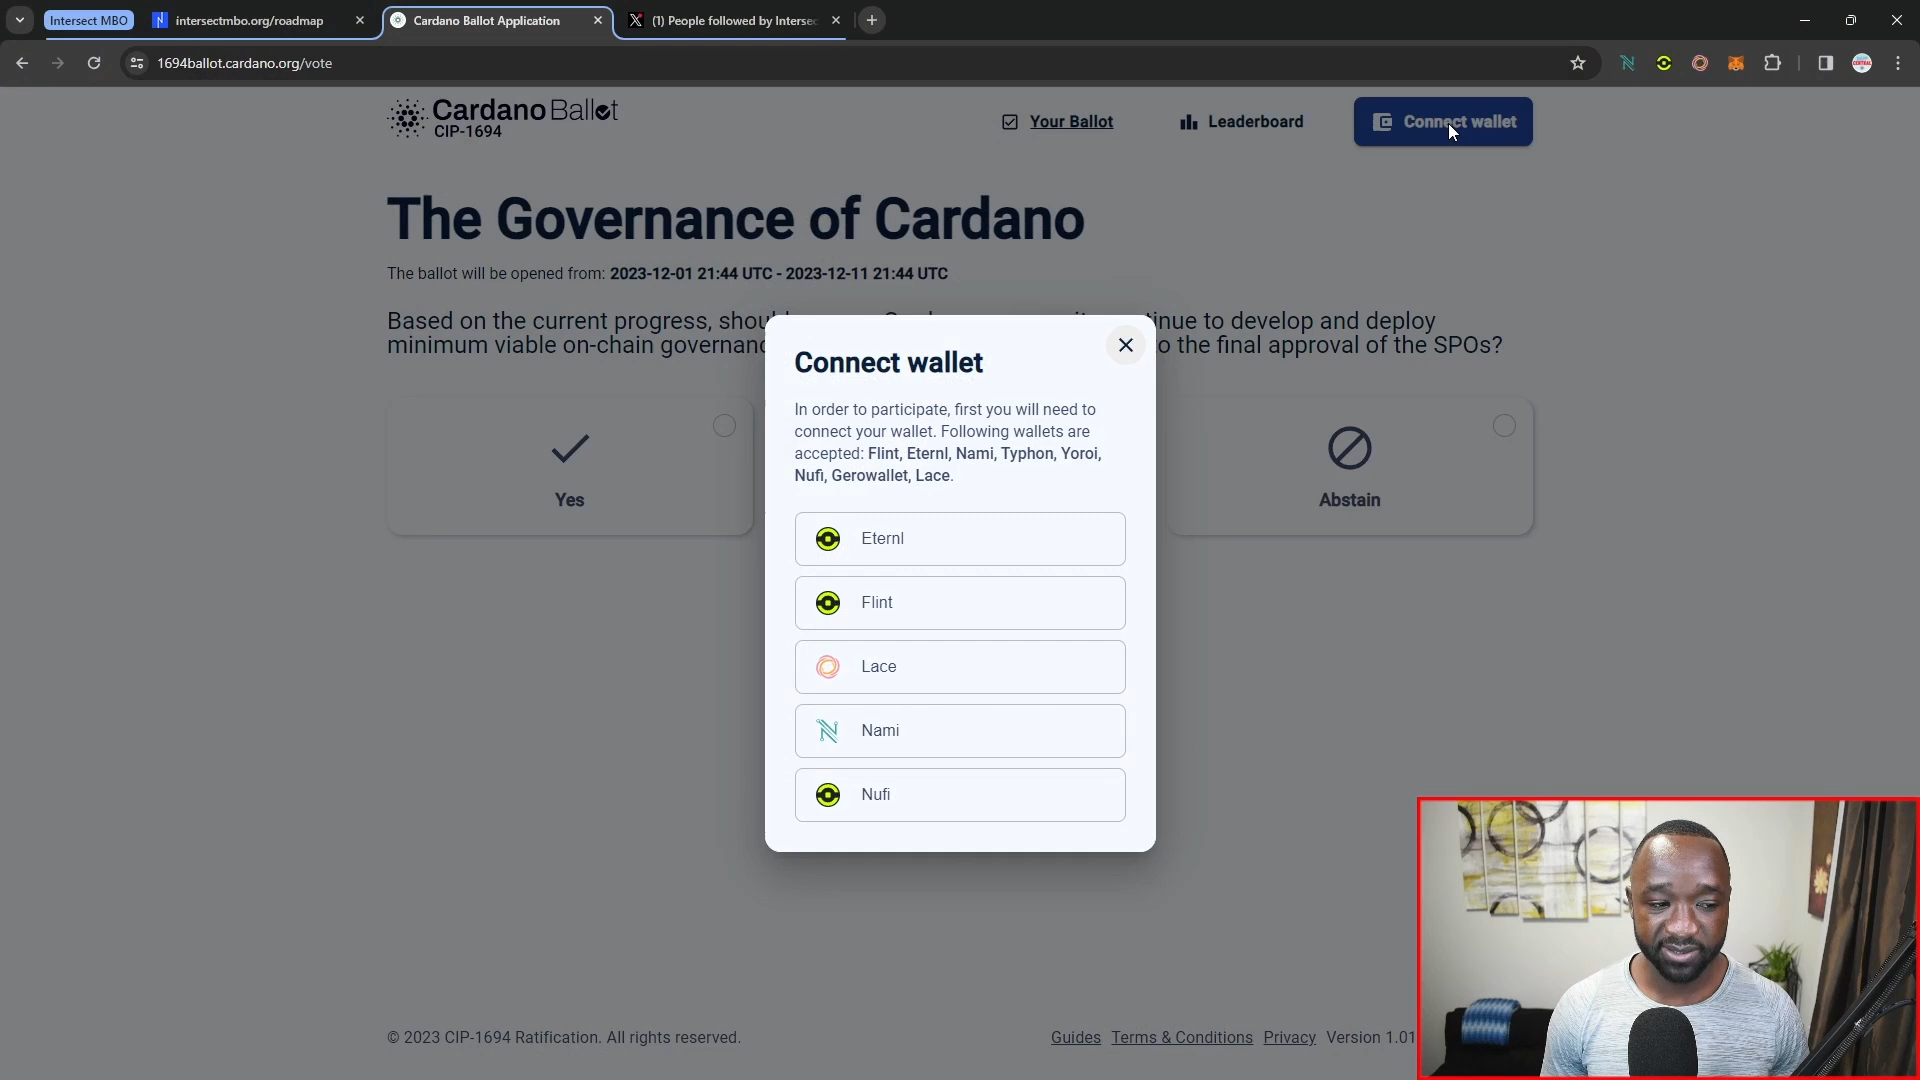 Intersect MBO
intersectmbo.org/roadmap
Cardano Ballot Application
(1) People followed by Interse
1694ballot.cardano.org/vote
Cardano Ballot
CIP-1694
Your Ballot
Leaderboard
Connect wallet
The Governance of Cardano
The ballot will be opened from: 2023-12-01 21:44 UTC - 2023-12-11 21:44 UTC
Based on the current progress, shou tinue to develop and deploy
minimum viable on-chain governanc o the final approval of the SPOs?
Yes
Abstain
Connect wallet
In order to participate, first you will need to
connect your wallet. Following wallets are
accepted: Flint, Eternl, Nami, Typhon, Yoroi,
Nufi, Gerowallet, Lace.
Eternl
Flint
Lace
Nami
Nufi
© 2023 CIP-1694 Ratification. All rights reserved.
Guides Terms & Conditions Privacy Version 1.01